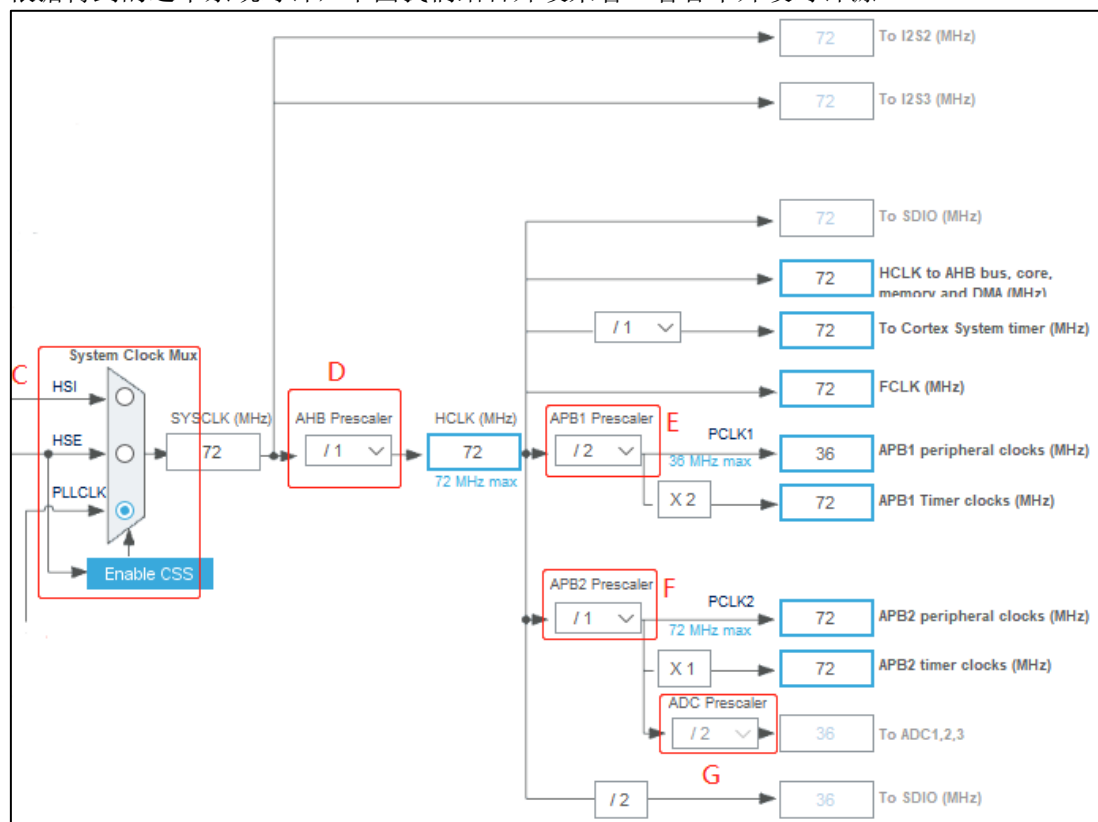 72 To I2S2 (MHz)
72 To I2S3 (MHz)
72 To SDIO (MHz)
72 HCLK to AHB bus, core,
memory and DMA (MHz)
/ 1 72 To Cortex System timer (MHz)
System Clock Mux
C
HSI
D
72 FCLK (MHz)
SYSCLK (MHz) AHB Prescaler HCLK (MHz) APB1 Prescaler E
PCLK1
HSE 72 / 1 72 / 2 36 APB1 peripheral clocks (MHz)
72 MHz max 36 MHz max
PLLCLK
X 2 72 APB1 Timer clocks (MHz)
Enable CSS
APB2 Prescaler F
PCLK2
/ 1 72 APB2 peripheral clocks (MHz)
72 MHz max
X 1 72 APB2 timer clocks (MHz)
ADC Prescaler
/ 2 36 To ADC1,2,3
G
/ 2 36 To SDIO (MHz)